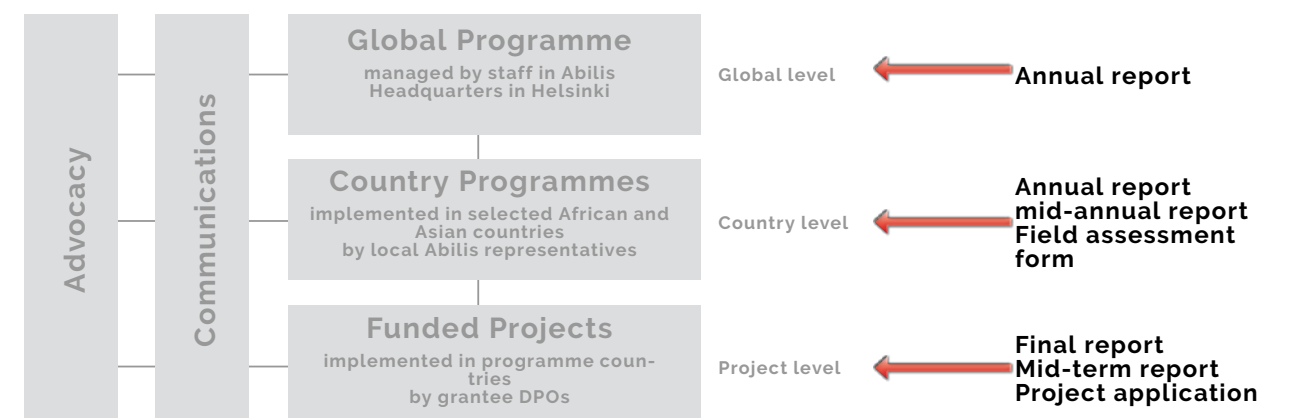 Advocacy
Communications
Global Programme
managed by staff in Abilis
Headquarters in Helsinki
Global level
Annual report
Country Programmes
implemented in selected African and
Asian countries
by local Abilis representatives
Country level
Annual report
mid-annual report
Field assessment
form
Funded Projects
implemented in programme coun-
tries
by grantee DPOs
Project level
Final report
Mid-term report
Project application